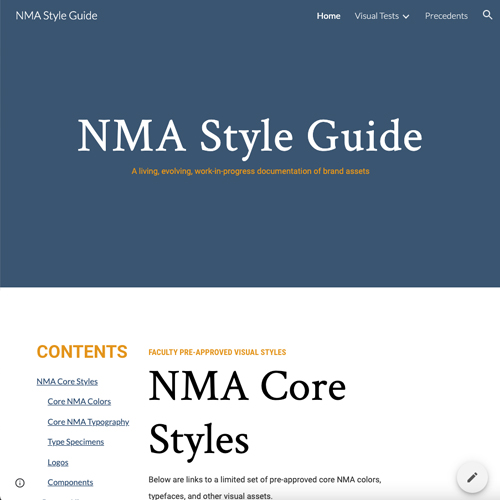 NMA Style Guide
Home
Visual Tests
Precedents
NMA Style Guide
A living, evolving, work-in-progress documentation of brand assets
CONTENTS
NMA Core Styles
Core NMA Colors
Core NMA Typography
Type Specimens
Logos
Components
FACULTY PRE-APPROVED VISUAL STYLES
NMA Core
Styles
Below are links to a limited set of pre-approved core NMA colors,
typefaces, and other visual assets.